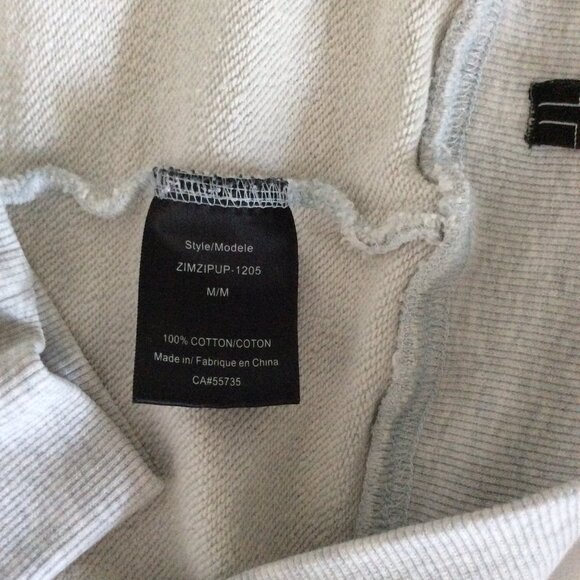 Style/Modele
ZIMZIPUP-1205
M/M
100% COTTON/COTON
Made in/ Fabrique en China
CA#55735